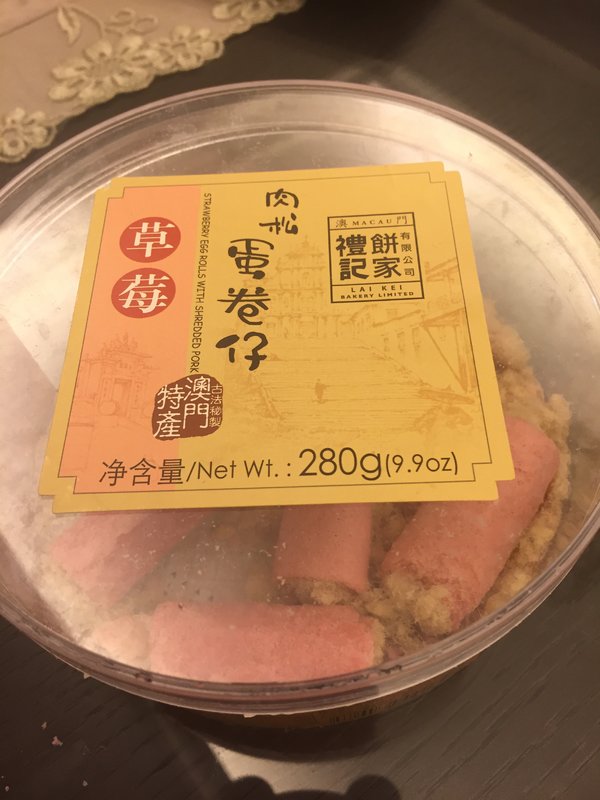 草莓
STRAWBERRY EGG ROLLS WITH SHREDDED PORK
肉松
蛋卷仔
澳 MACAU 門
禮記
餅家
有限公司
LAI KEI
BAKERY LIMITED
古法秘製
澳門
特產
净含量/Net Wt.: 280g(9.9oz)